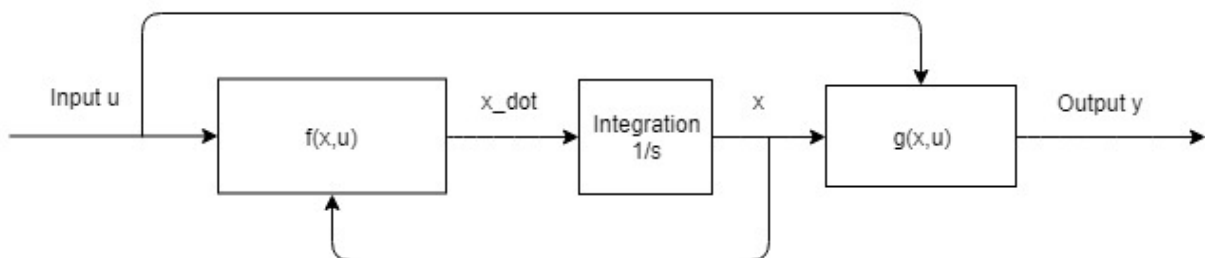 Input u
f(x,u)
x_dot
Integration
1/s
x
g(x,u)
Output y